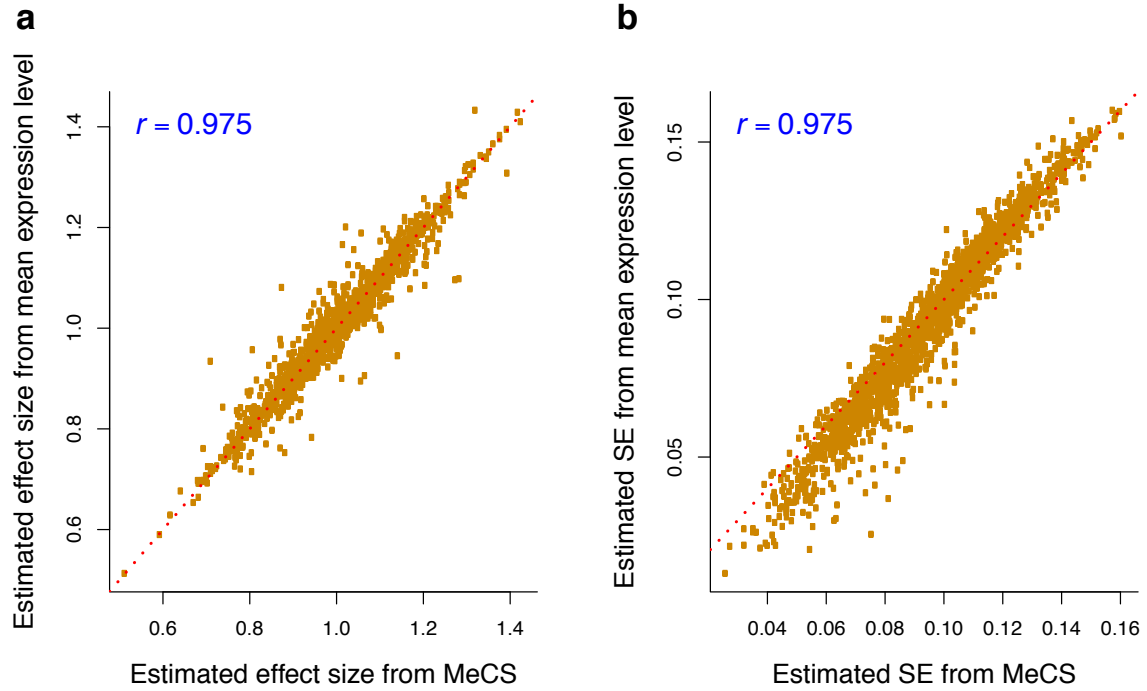 a
Estimated effect size from mean expression level
r = 0.975
1.4
1.2
1.0
0.8
0.6
0.6 0.8 1.0 1.2 1.4
Estimated effect size from MeCS
b
Estimated SE from mean expression level
r = 0.975
0.15
0.10
0.05
0.04 0.06 0.08 0.10 0.12 0.14 0.16
Estimated SE from MeCS